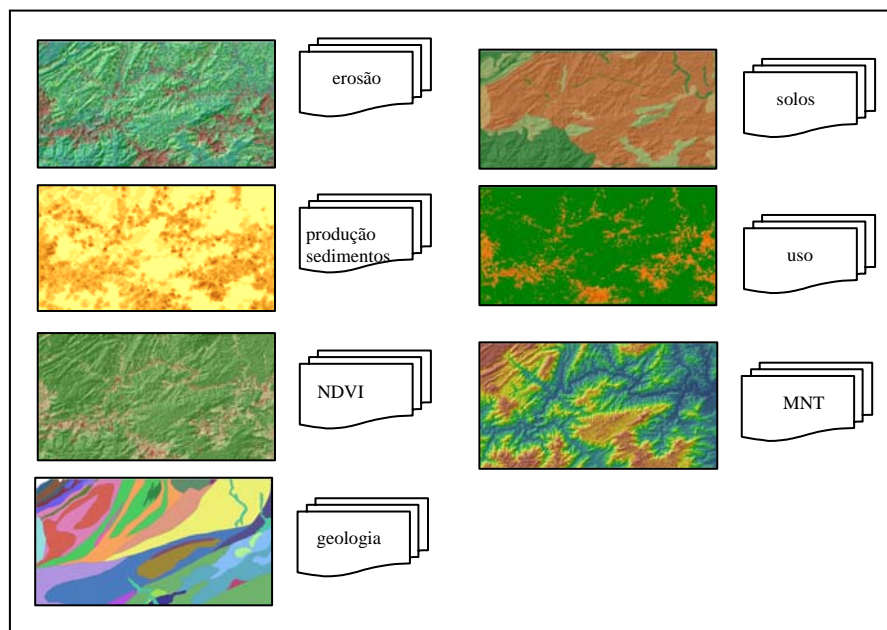 erosão
solos
produção
sedimentos
uso
NDVI
MNT
geologia